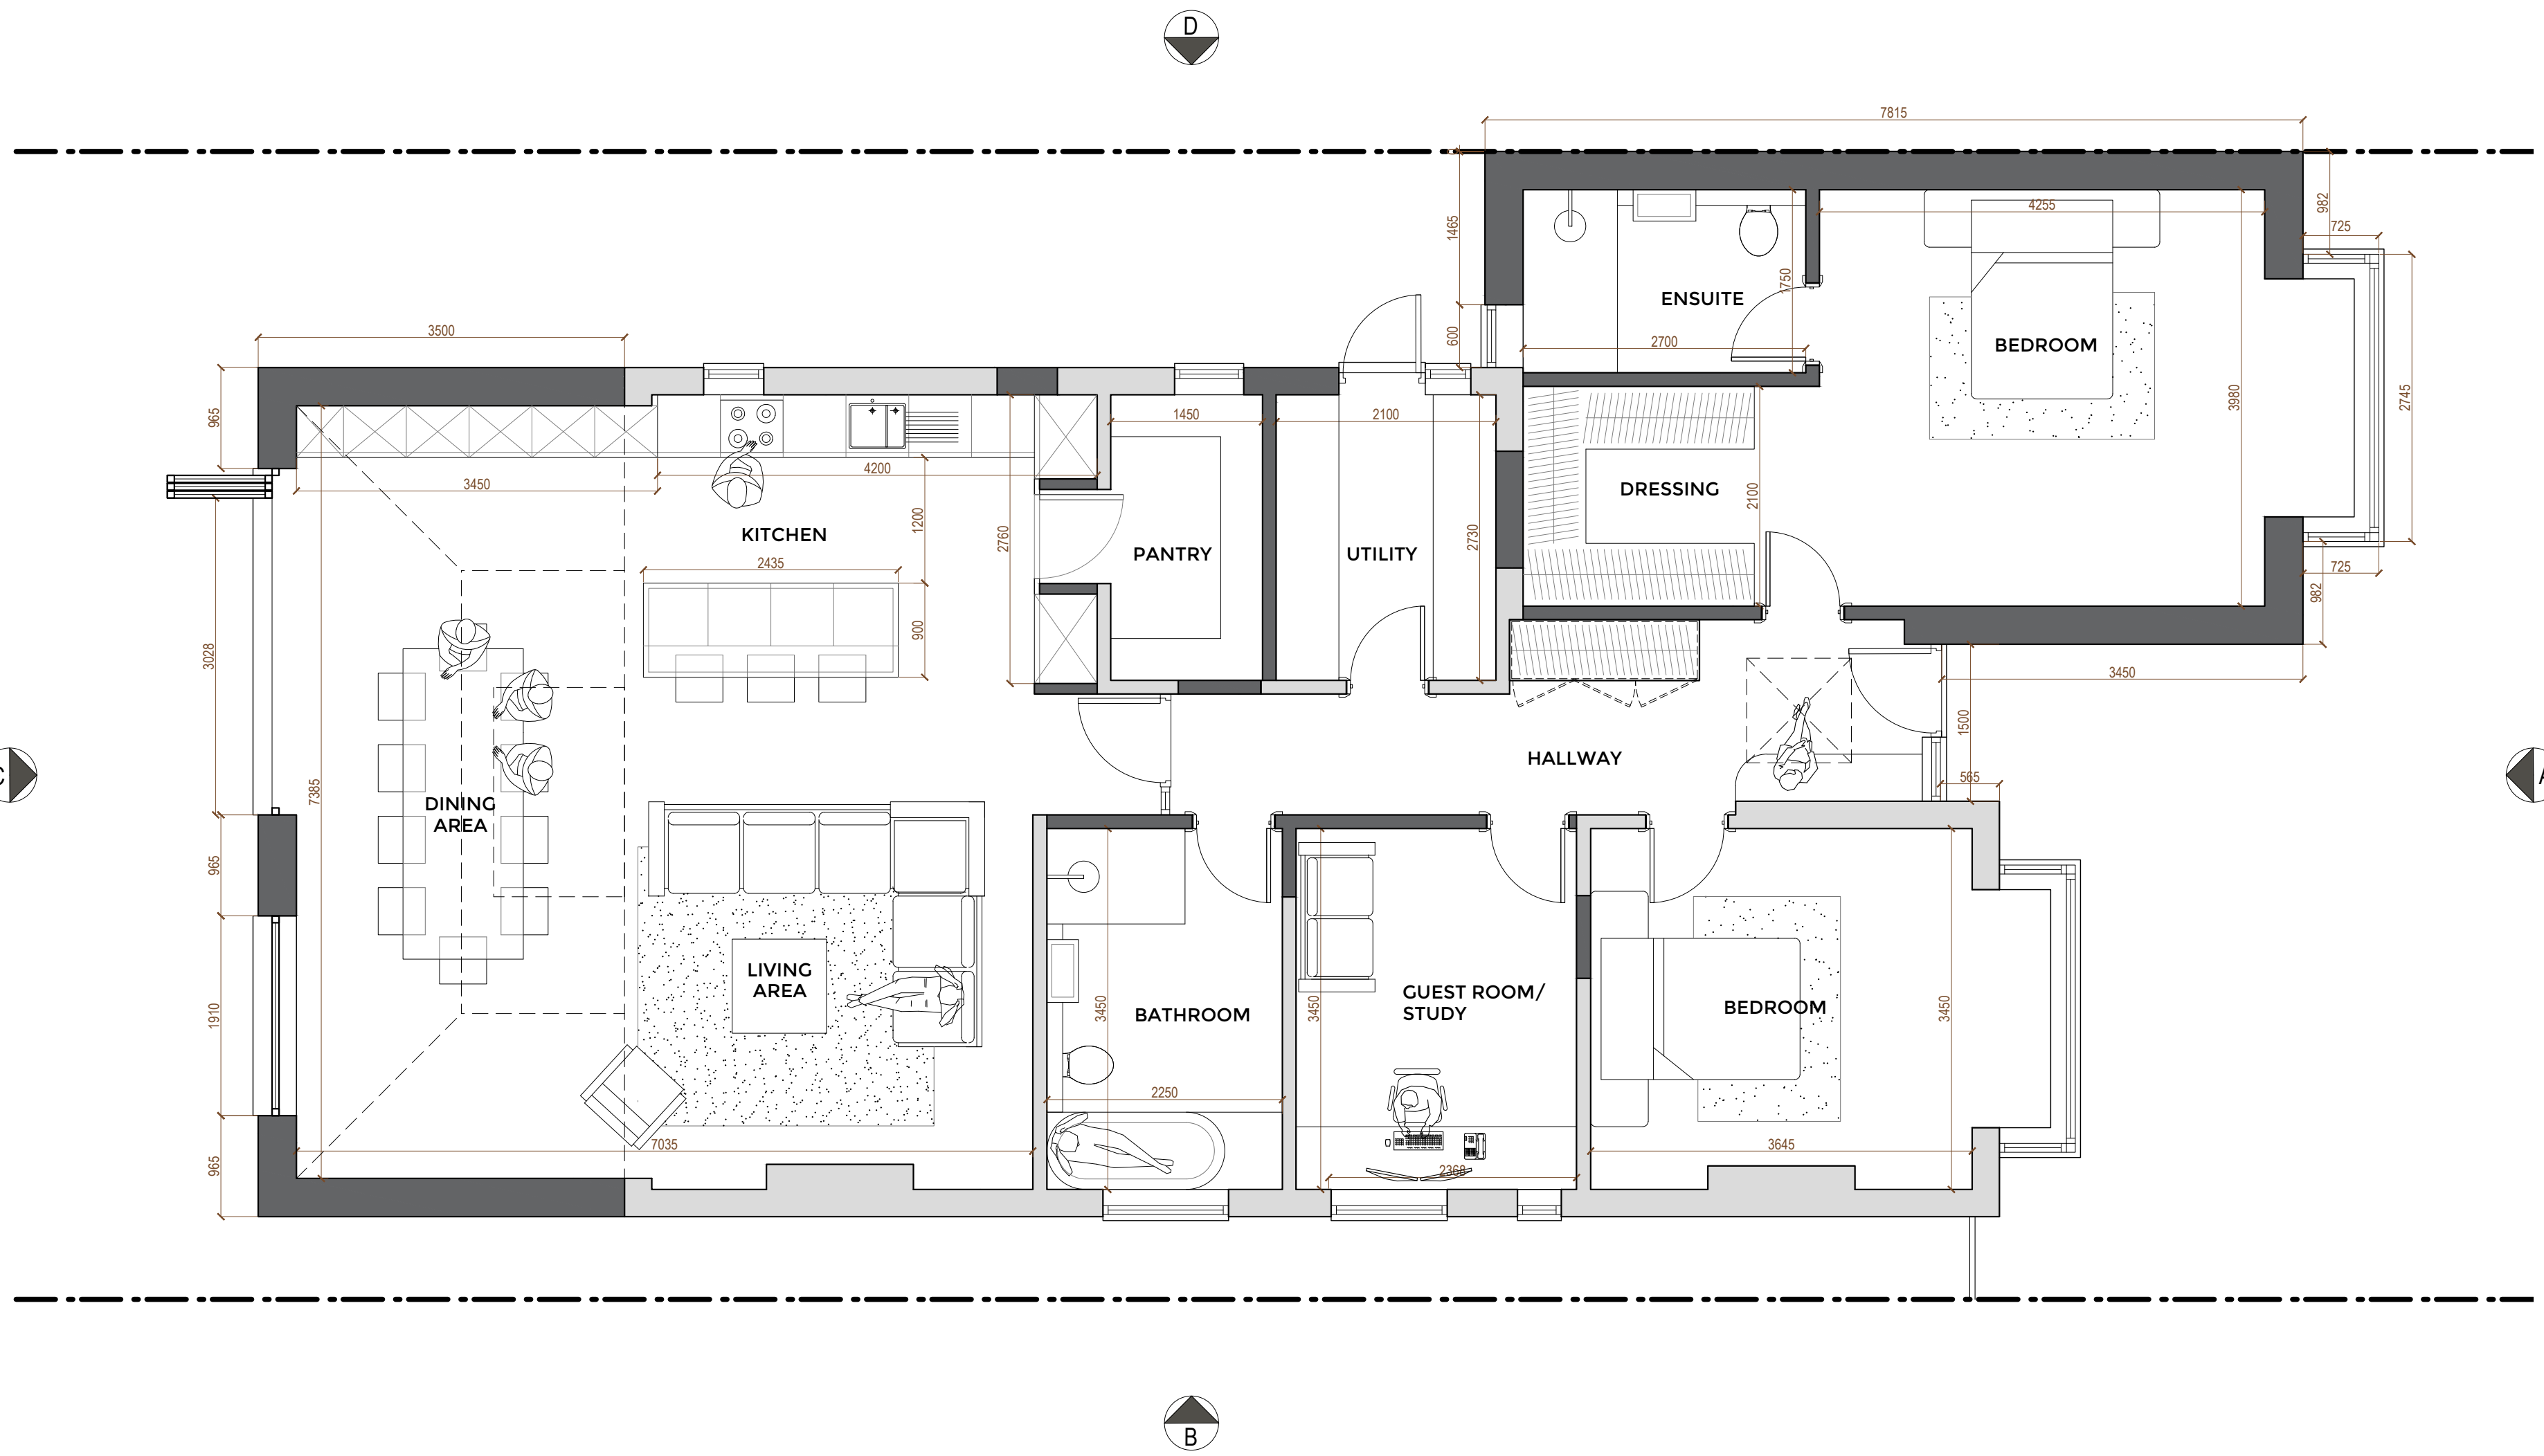 D
7815
982
725
4255
1465
1750
ENSUITE
600
2700
BEDROOM
3500
965
1450
2100
3980
2745
4200
3450
DRESSING
2100
1200
KITCHEN
2760
PANTRY
UTILITY
2730
2435
725
982
900
3028
3450
1500
HALLWAY
565
C
A
7385
DINING
AREA
965
LIVING
AREA
GUEST ROOM/
STUDY
1910
3450
BATHROOM
3450
BEDROOM
3450
2250
965
7035
2368
3645
B